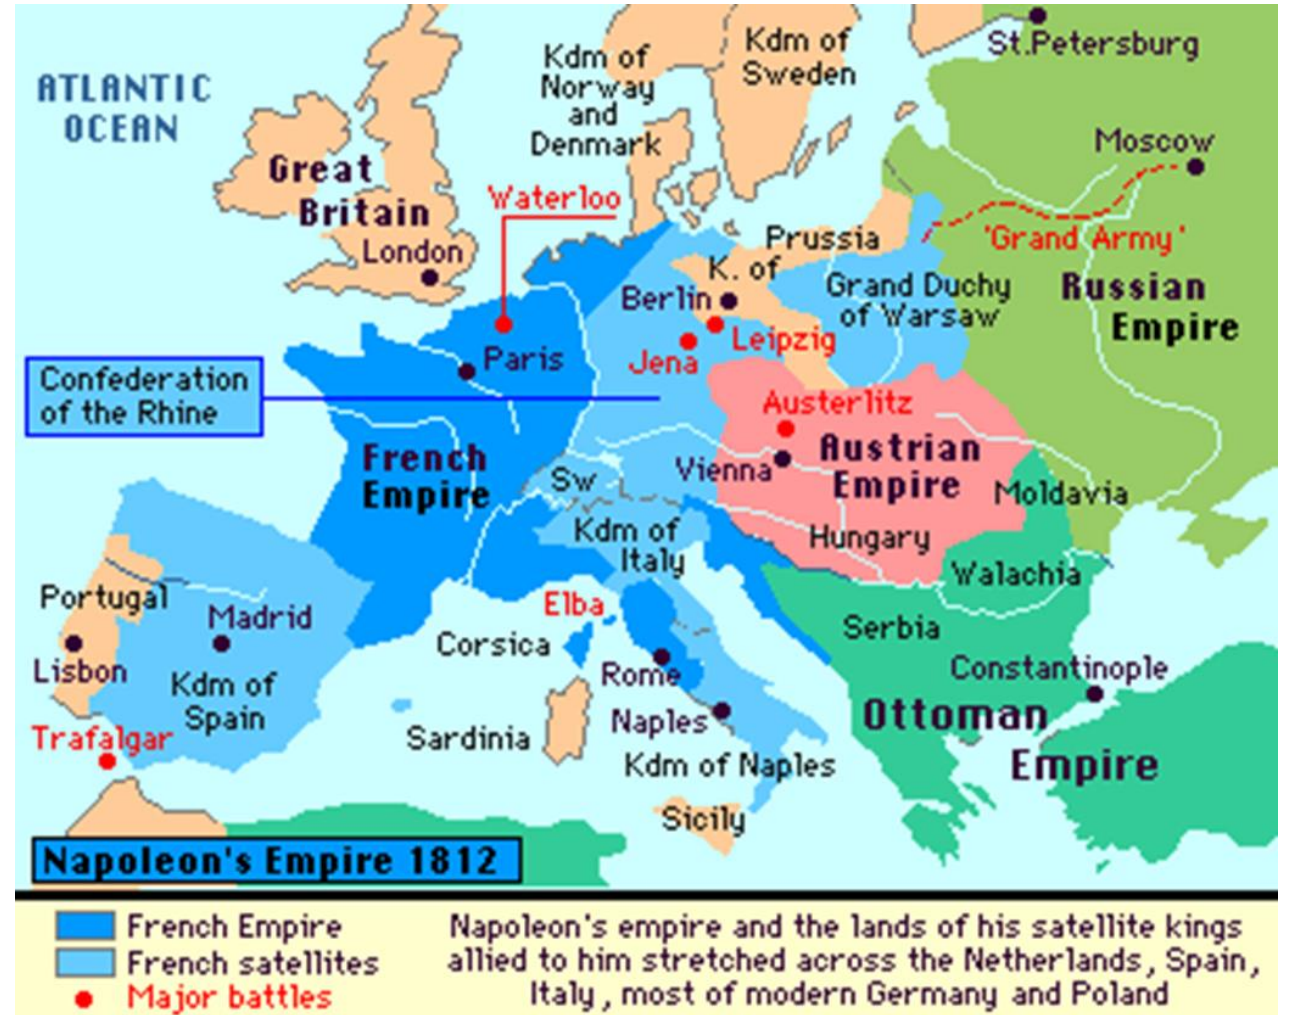 St.Petersburg
Kdm of
Sweden
Kdm of
Norway
and
Denmark
ATLANTIC
OCEAN
Moscow
Great
Britain
Waterloo
London
Prussia
'Grand Army'
K. of
Grand Duchy
of Warsaw
Russian
Empire
Berlin
Leipzig
Jena
Paris
Confederation
of the Rhine
Austerlitz
French
Empire
Austrian
Empire
Vienna
Sw
Moldavia
Kdm of
Italy
Hungary
Walachia
Portugal
Madrid
Elba
Serbia
Corsica
Lisbon
Rome
Constantinople
Kdm of
Spain
Naples
Ottoman
Empire
Trafalgar
Sardinia
Kdm of Naples
Sicily
Napoleon's Empire 1812
French Empire
French satellites
Major battles
Napoleon's empire and the lands of his satellite kings
allied to him stretched across the Netherlands, Spain,
Italy, most of modern Germany and Poland